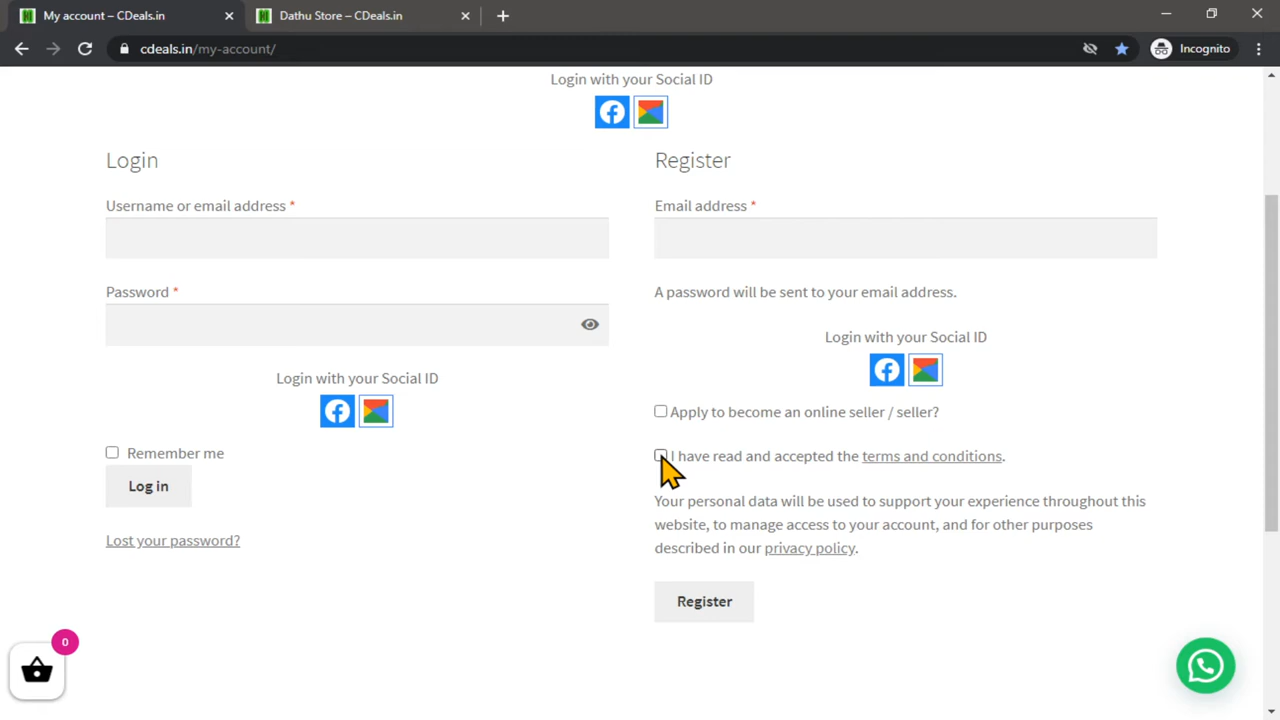 My account – CDeals.in
Dathu Store – CDeals.in
cdeals.in/my-account/
Incognito
Login with your Social ID
Login
Username or email address *
Password *
Login with your Social ID
Remember me
Log in
Lost your password?
Register
Email address *
A password will be sent to your email address.
Login with your Social ID
Apply to become an online seller / seller?
I have read and accepted the terms and conditions.
Your personal data will be used to support your experience throughout this
website, to manage access to your account, and for other purposes
described in our privacy policy.
Register
0